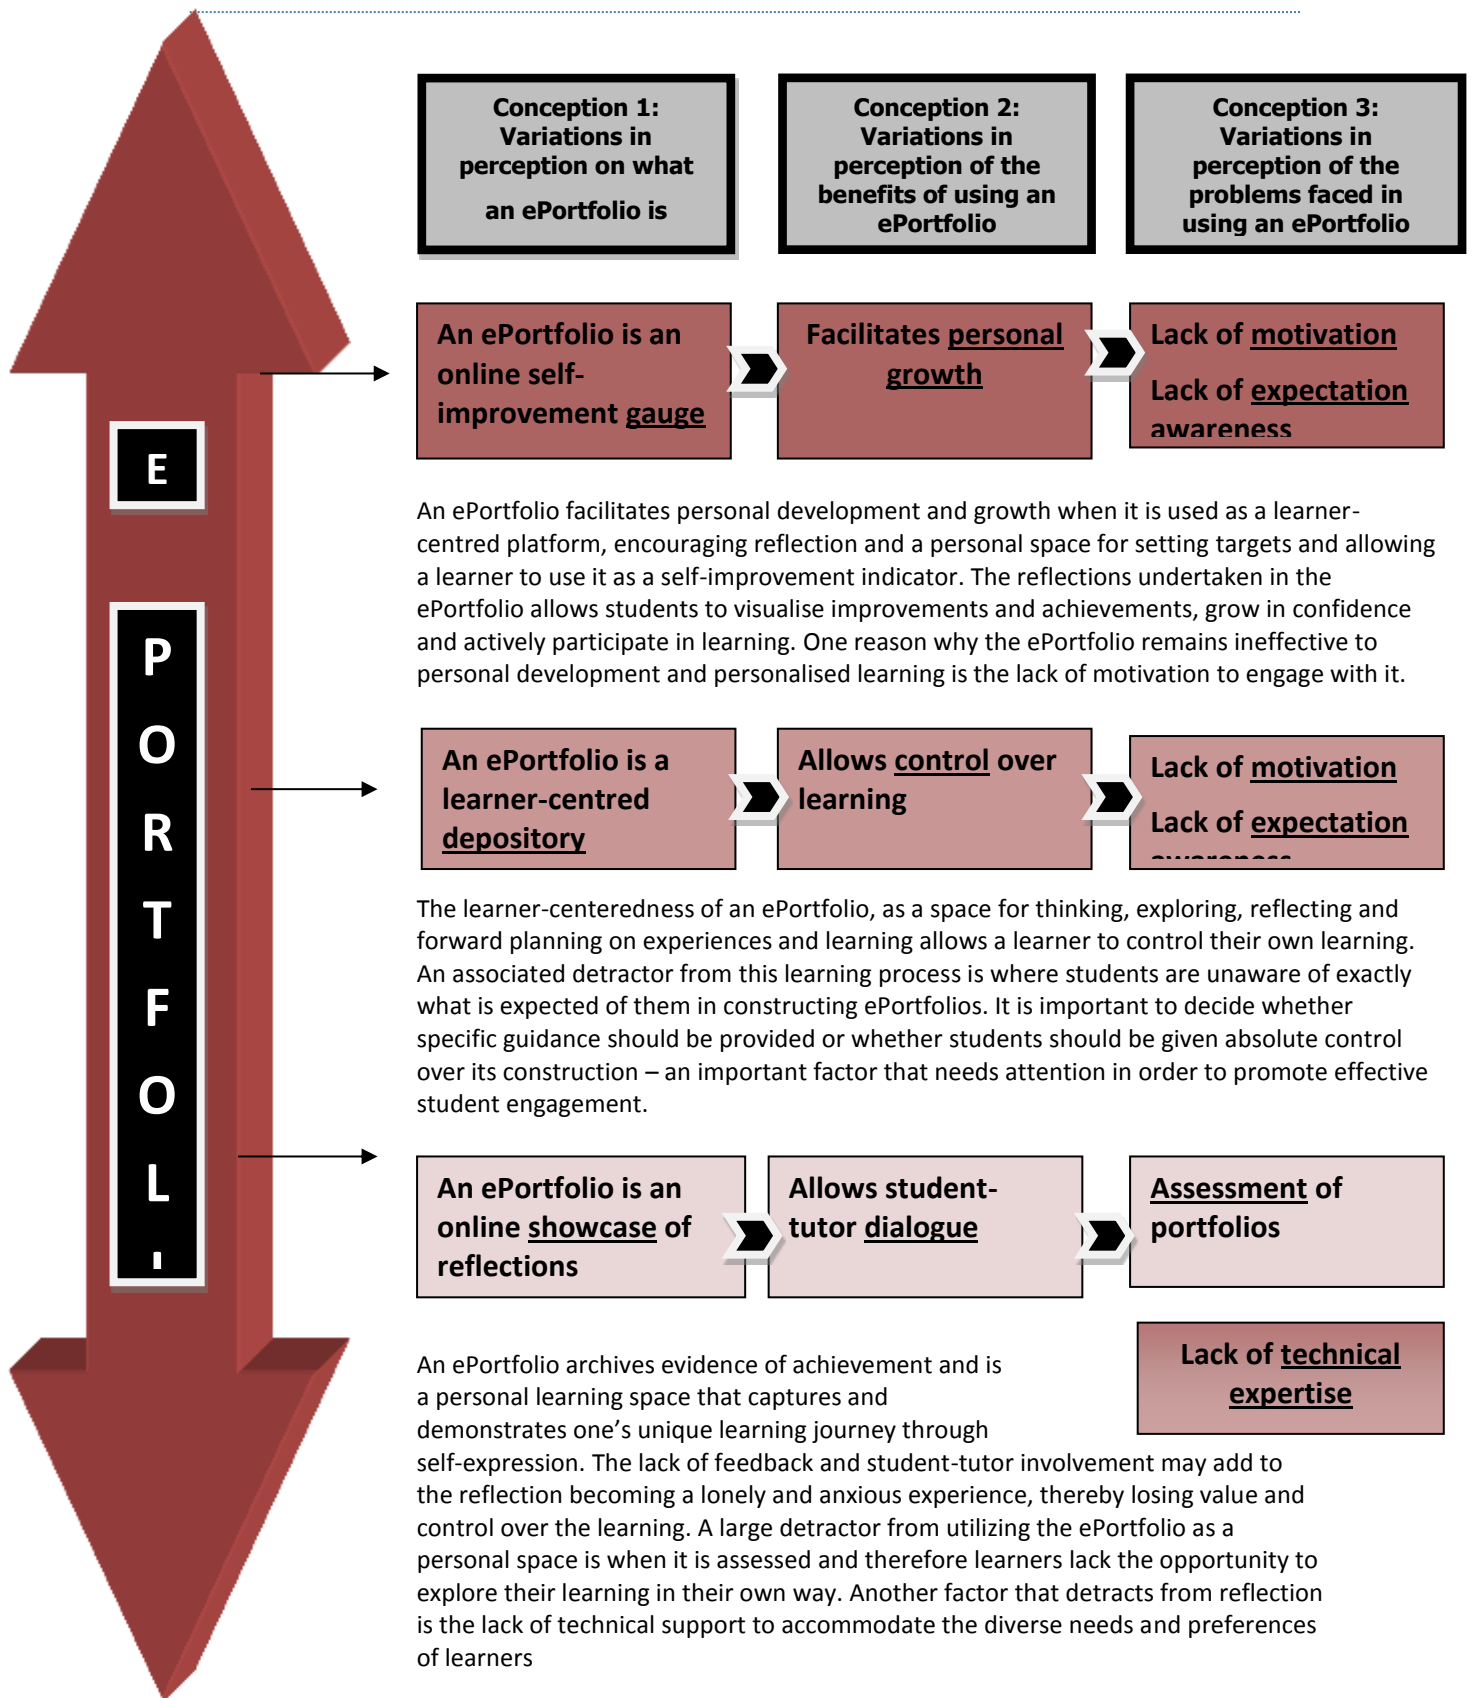 Conception 1:
Variations in
perception on what
an ePortfolio is
Conception 2:
Variations in
perception of the
benefits of using an
ePortfolio
Conception 3:
Variations in
perception of the
problems faced in
using an ePortfolio
E
P
O
R
T
F
O
L
An ePortfolio is an
online self-
improvement gauge
Facilitates personal
growth
Lack of motivation
Lack of expectation
awareness
An ePortfolio facilitates personal development and growth when it is used as a learner-
centred platform, encouraging reflection and a personal space for setting targets and allowing
a learner to use it as a self-improvement indicator. The reflections undertaken in the
ePortfolio allows students to visualise improvements and achievements, grow in confidence
and actively participate in learning. One reason why the ePortfolio remains ineffective to
personal development and personalised learning is the lack of motivation to engage with it.
An ePortfolio is a
learner-centred
depository
Allows control over
learning
Lack of motivation
Lack of expectation
awareness
The learner-centeredness of an ePortfolio, as a space for thinking, exploring, reflecting and
forward planning on experiences and learning allows a learner to control their own learning.
An associated detractor from this learning process is where students are unaware of exactly
what is expected of them in constructing ePortfolios. It is important to decide whether
specific guidance should be provided or whether students should be given absolute control
over its construction – an important factor that needs attention in order to promote effective
student engagement.
An ePortfolio is an
online showcase of
reflections
Allows student-
tutor dialogue
Assessment of
portfolios
Lack of technical
expertise
An ePortfolio archives evidence of achievement and is
a personal learning space that captures and
demonstrates one’s unique learning journey through
self-expression. The lack of feedback and student-tutor involvement may add to
the reflection becoming a lonely and anxious experience, thereby losing value and
control over the learning. A large detractor from utilizing the ePortfolio as a
personal space is when it is assessed and therefore learners lack the opportunity to
explore their learning in their own way. Another factor that detracts from reflection
is the lack of technical support to accommodate the diverse needs and preferences
of learners